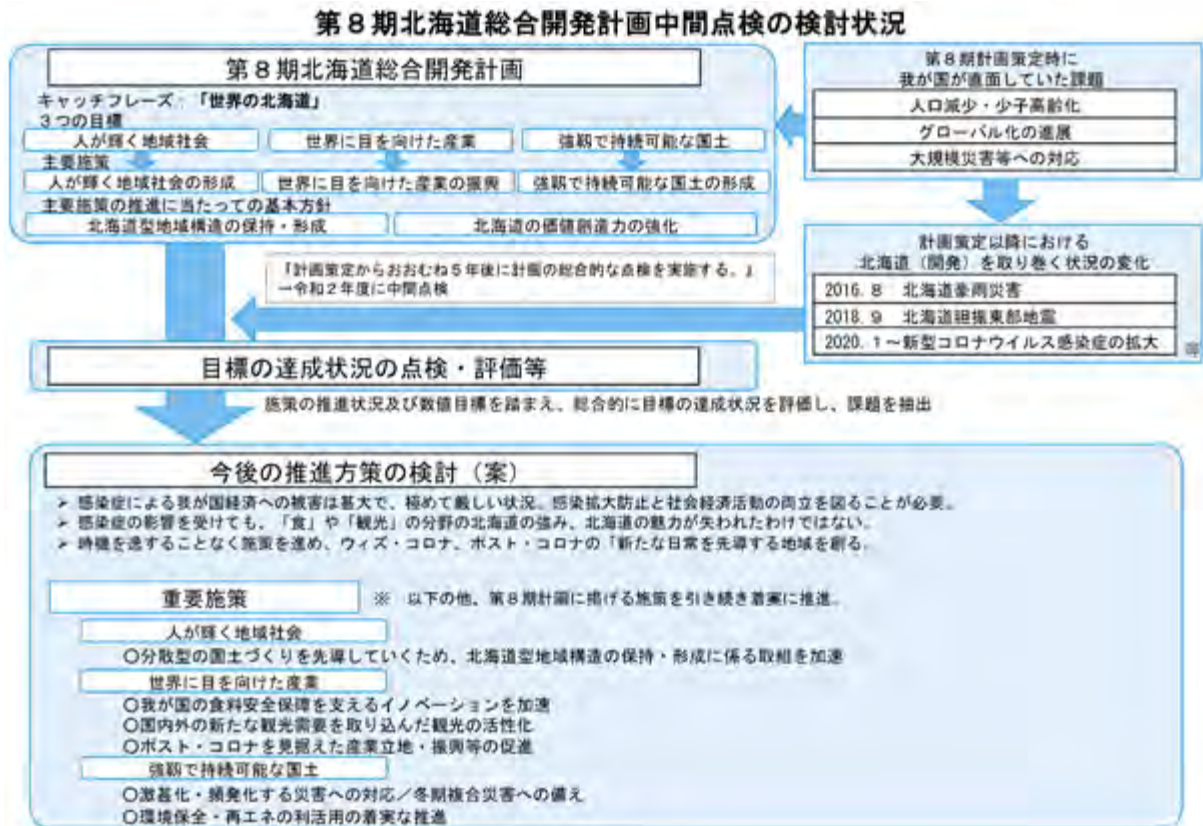 第８期北海道総合開発計画中間点検の検討状況
第８期北海道総合開発計画
キャッチフレーズ：「世界の北海道」
３つの目標
人が輝く地域社会
世界に目を向けた産業
強靱で持続可能な国土
主要施策
人が輝く地域社会の形成
世界に目を向けた産業の振興
強靱で持続可能な国土の形成
主要施策の推進に当たっての基本方針
北海道型地域構造の保持・形成
北海道の価値創造力の強化
第８期計画策定時に
我が国が直面していた課題
人口減少・少子高齢化
グローバル化の進展
大規模災害等への対応
計画策定以降における
北海道（開発）を取り巻く状況の変化
2016.８　北海道豪雨災害
2018.９　北海道胆振東部地震
2020.１～新型コロナウイルス感染症の拡大
等
「計画策定からおおむね５年後に計画の総合的な点検を実施する。」
→令和２年度に中間点検
目標の達成状況の点検・評価等
施策の推進状況及び数値目標を踏まえ、総合的に目標の達成状況を評価し、課題を抽出
今後の推進方策の検討（案）
➢ 感染症による我が国経済への被害は甚大で、極めて厳しい状況。感染拡大防止と社会経済活動の両立を図ることが必要。
➢ 感染症の影響を受けても、「食」や「観光」の分野の北海道の強み、北海道の魅力が失われたわけではない。
➢ 時機を逸することなく施策を進め、ウィズ・コロナ、ポスト・コロナの「新たな日常を先導する地域を創る。
重要施策
※　以下の他、第８期計画に掲げる施策を引き続き着実に推進。
人が輝く地域社会
〇分散型の国土づくりを先導していくため、北海道型地域構造の保持・形成に係る取組を加速
世界に目を向けた産業
〇我が国の食料安全保障を支えるイノベーションを加速
〇国内外の新たな観光需要を取り込んだ観光の活性化
〇ポスト・コロナを見据えた産業立地・振興等の促進
強靱で持続可能な国土
〇激甚化・頻発化する災害への対応／冬期複合災害への備え
〇環境保全・再エネの利活用の着実な推進